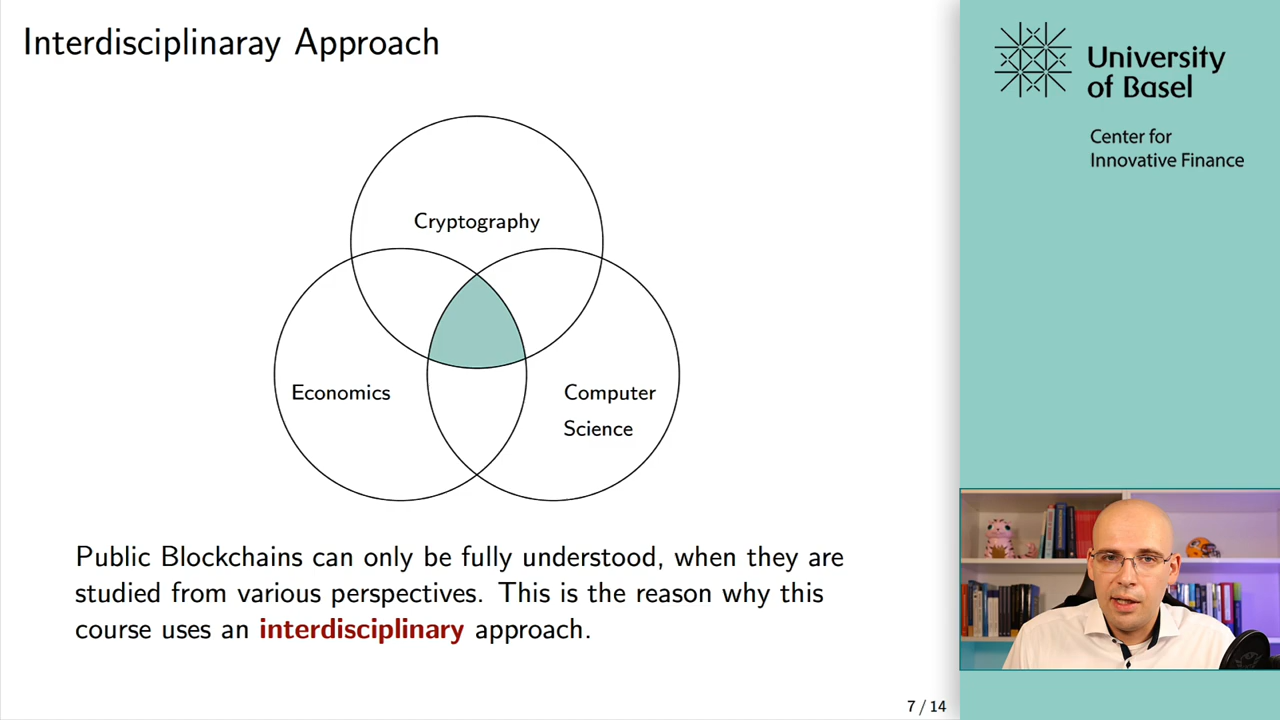 Interdisciplinaray Approach
Cryptography
Economics
Computer
Science
Public Blockchains can only be fully understood, when they are
studied from various perspectives. This is the reason why this
course uses an interdisciplinary approach.
7 / 14
University
of Basel
Center for
Innovative Finance